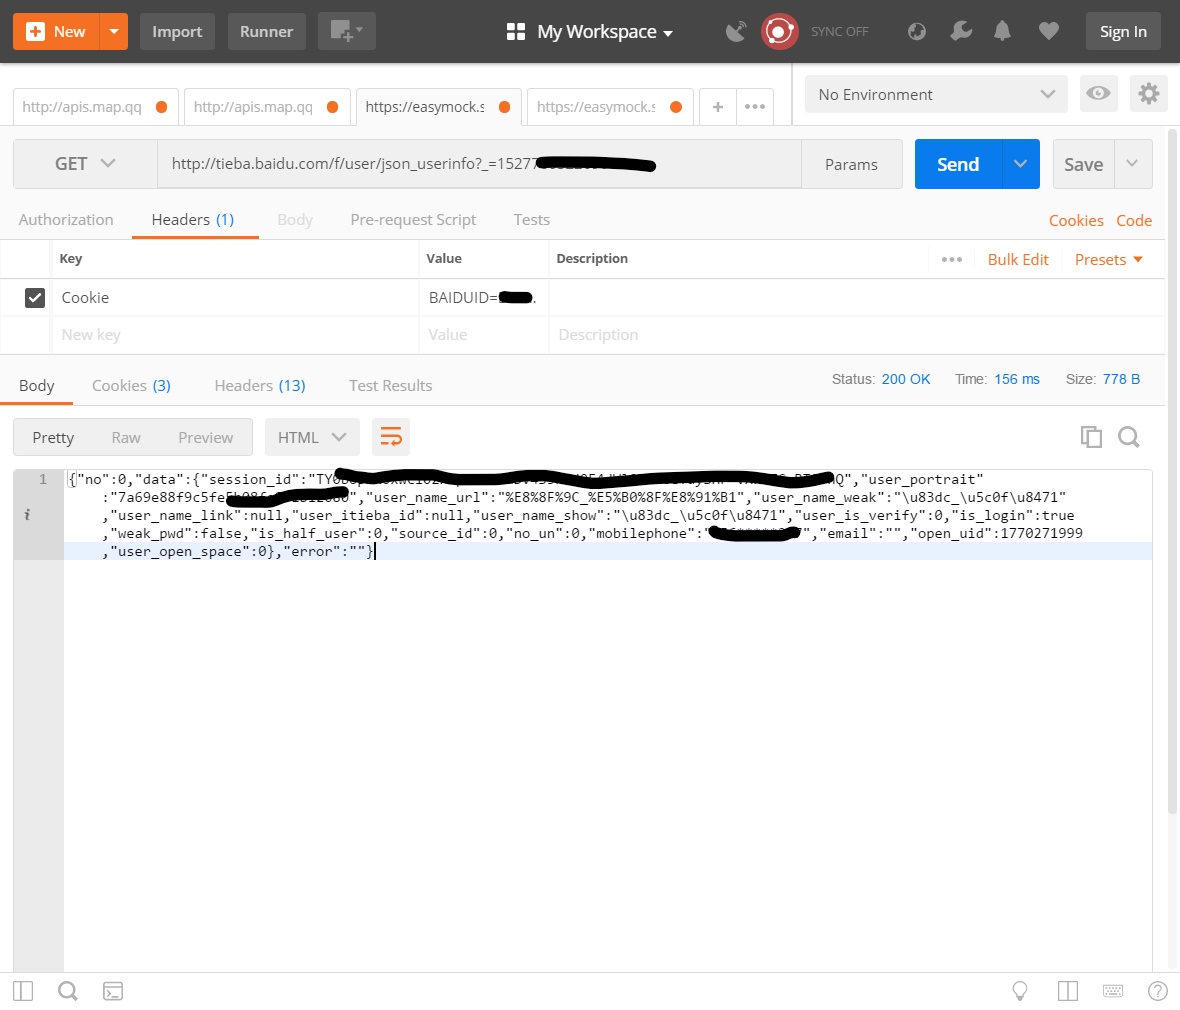 New Import Runner My Workspace SYNC OFF Sign In
http://apis.map.qq http://apis.map.qq https://easymock.s https://easymock.s + ••• No Environment
GET http://tieba.baidu.com/f/user/json_userinfo?_=15277 Params Send Save
Authorization Headers (1) Body Pre-request Script Tests Cookies Code
Key Value Description ••• Bulk Edit Presets
Cookie BAIDUID= .
New key Value Description
Body Cookies (3) Headers (13) Test Results Status: 200 OK Time: 156 ms Size: 778 B
Pretty Raw Preview HTML
1 {"no":0,"data":{"session_id":" Q","user_portrait"
i :"7a69e88f9c5fe ","user_name_url":"%E8%8F%9C_%E5%B0%8F%E8%91%B1","user_name_weak":"\u83dc_\u5c0f\u8471"
,"user_name_link":null,"user_itieba_id":null,"user_name_show":"\u83dc_\u5c0f\u8471","user_is_verify":0,"is_login":true
,"weak_pwd":false,"is_half_user":0,"source_id":0,"no_un":0,"mobilephone":" ","email":"","open_uid":1770271999
,"user_open_space":0},"error":""}